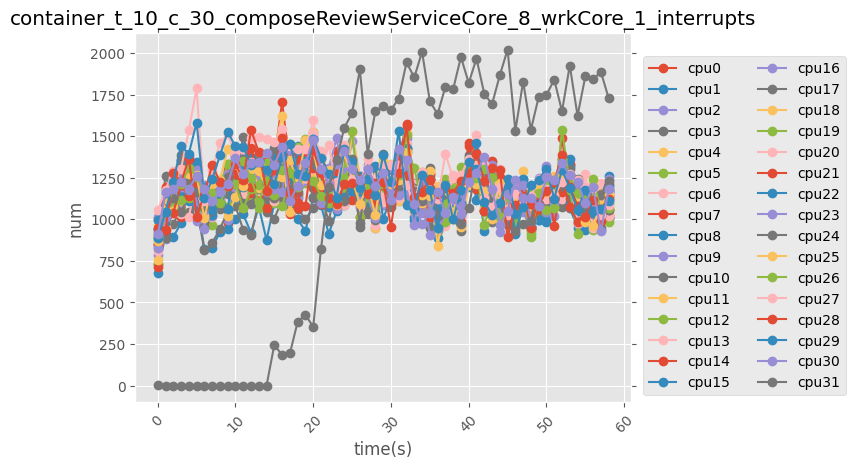 container_t_10_c_30_composeReviewServiceCore_8_wrkCore_1_interrupts
2000
1750
1500
1250
1000
750
500
250
0
num
0
10
20
30
40
50
60
time(s)
cpu0
cpu1
cpu2
cpu3
cpu4
cpu5
cpu6
cpu7
cpu8
cpu9
cpu10
cpu11
cpu12
cpu13
cpu14
cpu15
cpu16
cpu17
cpu18
cpu19
cpu20
cpu21
cpu22
cpu23
cpu24
cpu25
cpu26
cpu27
cpu28
cpu29
cpu30
cpu31